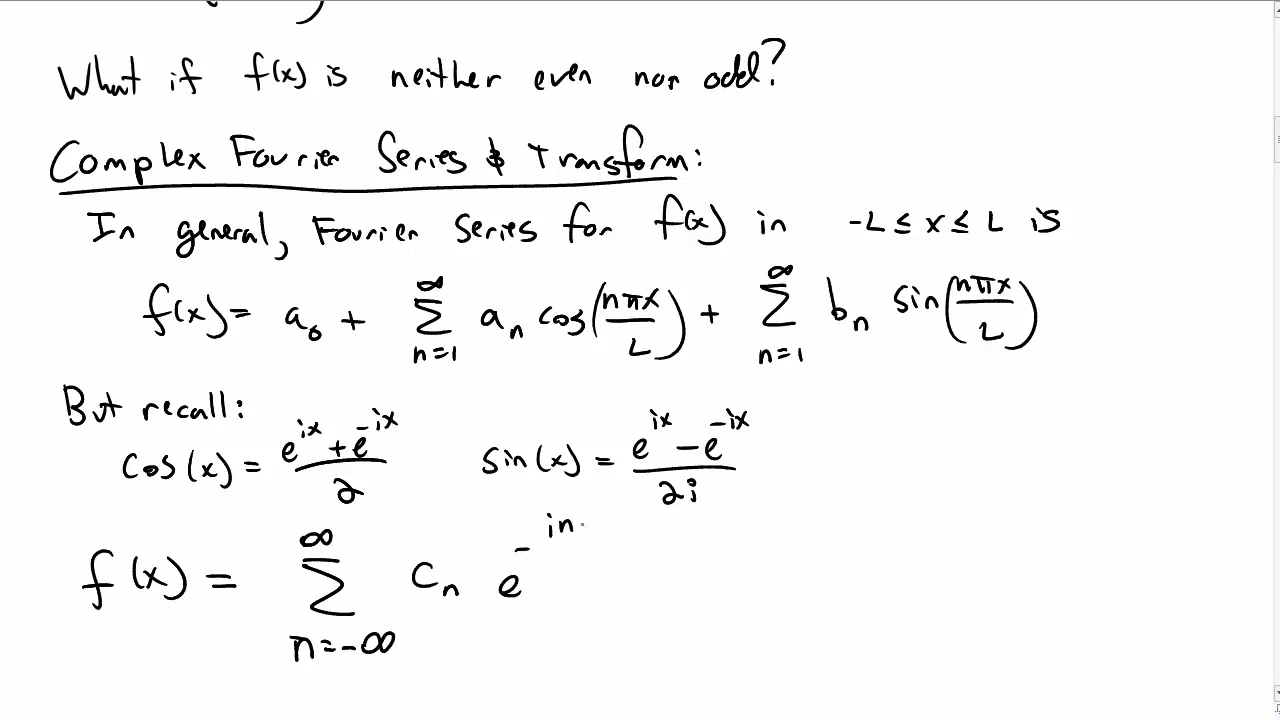 What if f(x) is neither even nor odd?
Complex Fourier Series & Transform:
In general, Fourier Series for f(x) in -L ≤ x ≤ L is
f(x) = a₀ + ∑_{n=1}^{∞} aₙ cos(nπx/L) + ∑_{n=1}^{∞} bₙ sin(nπx/L)
But recall:
cos(x) = (e^{ix} + e^{-ix})/2 sin(x) = (e^{ix} - e^{-ix})/2i
f(x) = ∑_{n=-∞}^{∞} cₙ e^{- in}